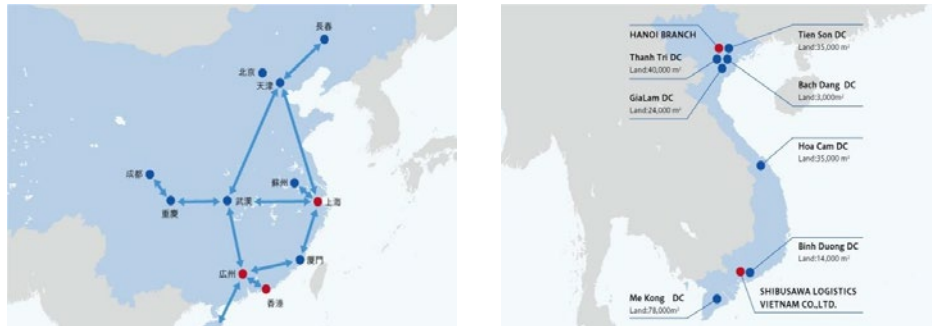 長春
北京
天津
成都
蘇州
重慶
武漢
上海
広州
厦門
香港
HANOI BRANCH
Tien Son DC
Land:35,000 m²
Thanh Tri DC
Land:40,000 m²
Bach Dang DC
Land:3,000m²
GiaLam DC
Land:24,000 m²
Hoa Cam DC
Land:35,000 m²
Binh Duong DC
Land:14,000 m²
Me Kong DC
Land:78,000m²
SHIBUSAWA LOGISTICS
VIETNAM CO.,LTD.